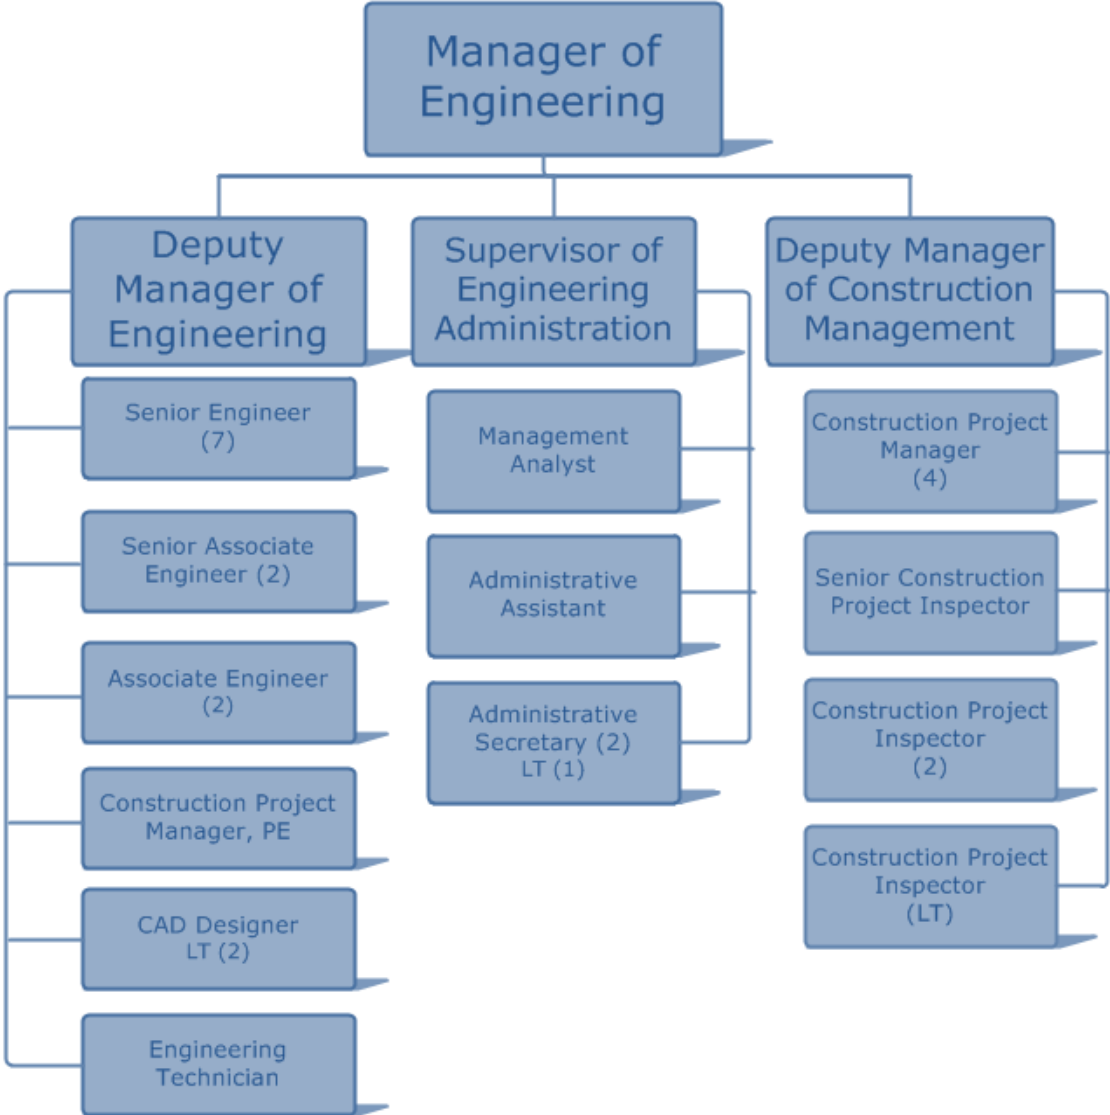 Manager of
Engineering
Deputy
Manager of
Engineering
Senior Engineer
(7)
Senior Associate
Engineer (2)
Associate Engineer
(2)
Construction Project
Manager, PE
CAD Designer
LT (2)
Engineering
Technician
Supervisor of
Engineering
Administration
Management
Analyst
Administrative
Assistant
Administrative
Secretary (2)
LT (1)
Deputy Manager
of Construction
Management
Construction Project
Manager
(4)
Senior Construction
Project Inspector
Construction Project
Inspector
(2)
Construction Project
Inspector
(LT)